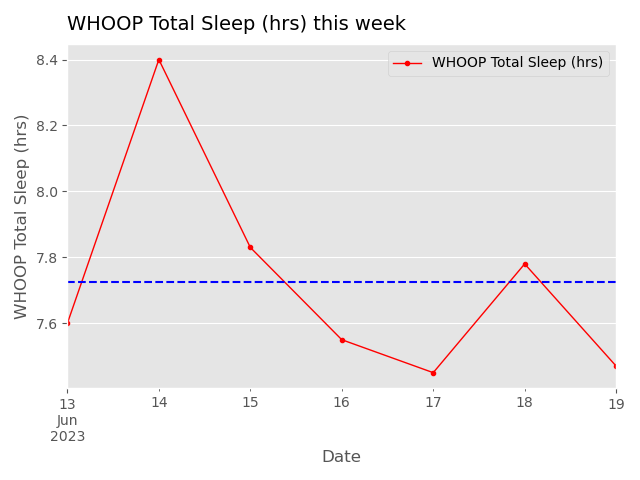 WHOOP Total Sleep (hrs) this week
WHOOP Total Sleep (hrs)
WHOOP Total Sleep (hrs)
8.4
8.2
8.0
7.8
7.6
13 14 15 16 17 18 19
Jun
2023
Date